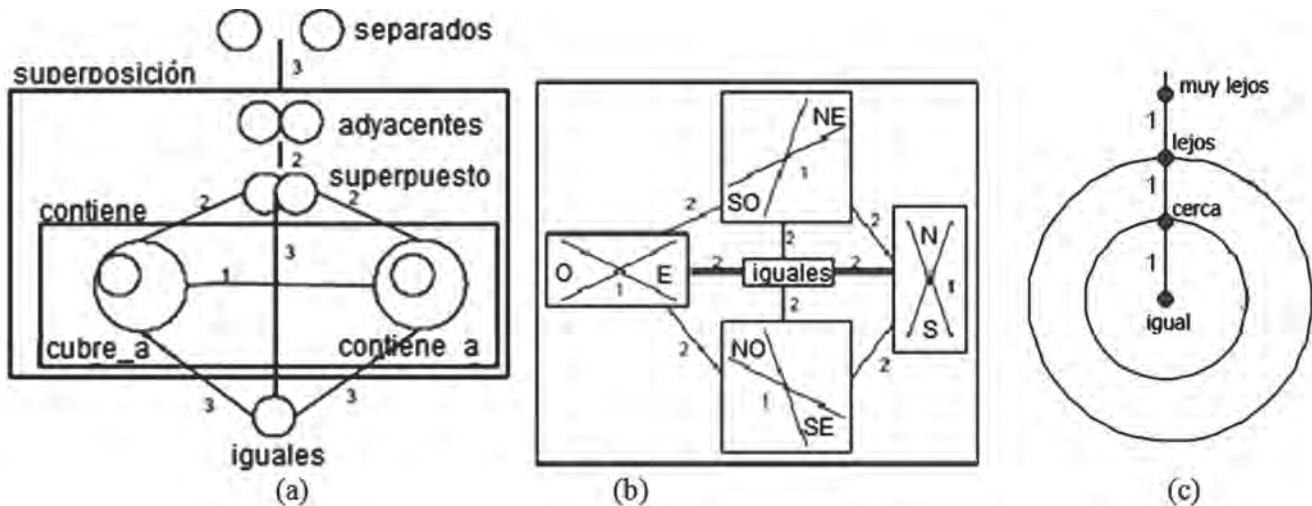 separados
3
superposición
adyacentes
2
superpuesto
2
2
contiene
3
1
cubre_a
contiene_a
3
3
iguales
(a)
NE
1
SO
2
2
2
O
E
1
2
iguales
2
N
1
S
2
2
2
NO
1
SE
(b)
muy lejos
1
lejos
1
cerca
1
igual
(c)